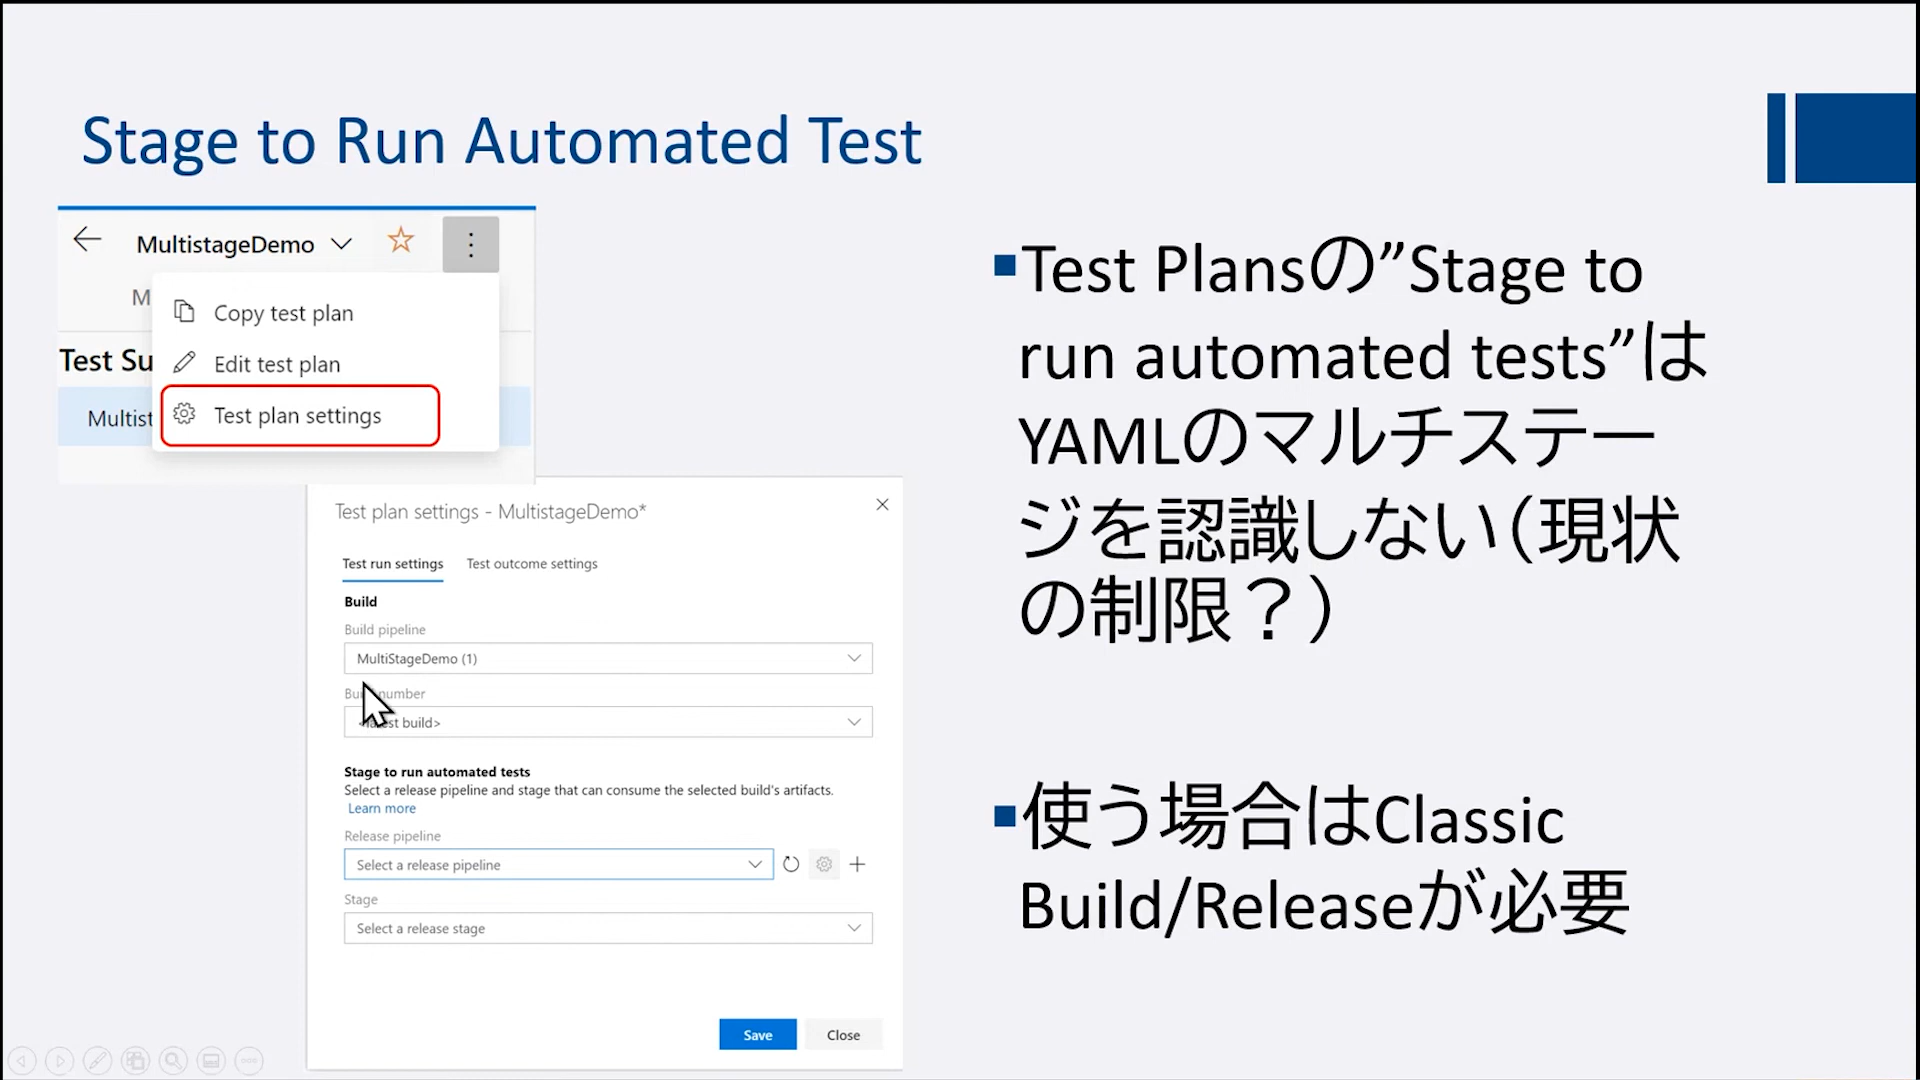 Stage to Run Automated Test
MultistageDemo
M
Copy test plan
Edit test plan
Test plan settings
Test Su
Multist
Test plan settings - MultistageDemo*
Test run settings
Test outcome settings
Build
Build pipeline
MultiStageDemo (1)
Build number
<latest build>
Stage to run automated tests
Select a release pipeline and stage that can consume the selected build's artifacts.
Learn more
Release pipeline
Select a release pipeline
Stage
Select a release stage
Save
Close
▪Test Plansの”Stage to
run automated tests”は
YAMLのマルチステー
ジを認識しない（現状
の制限？）
▪使う場合はClassic
Build/Releaseが必要